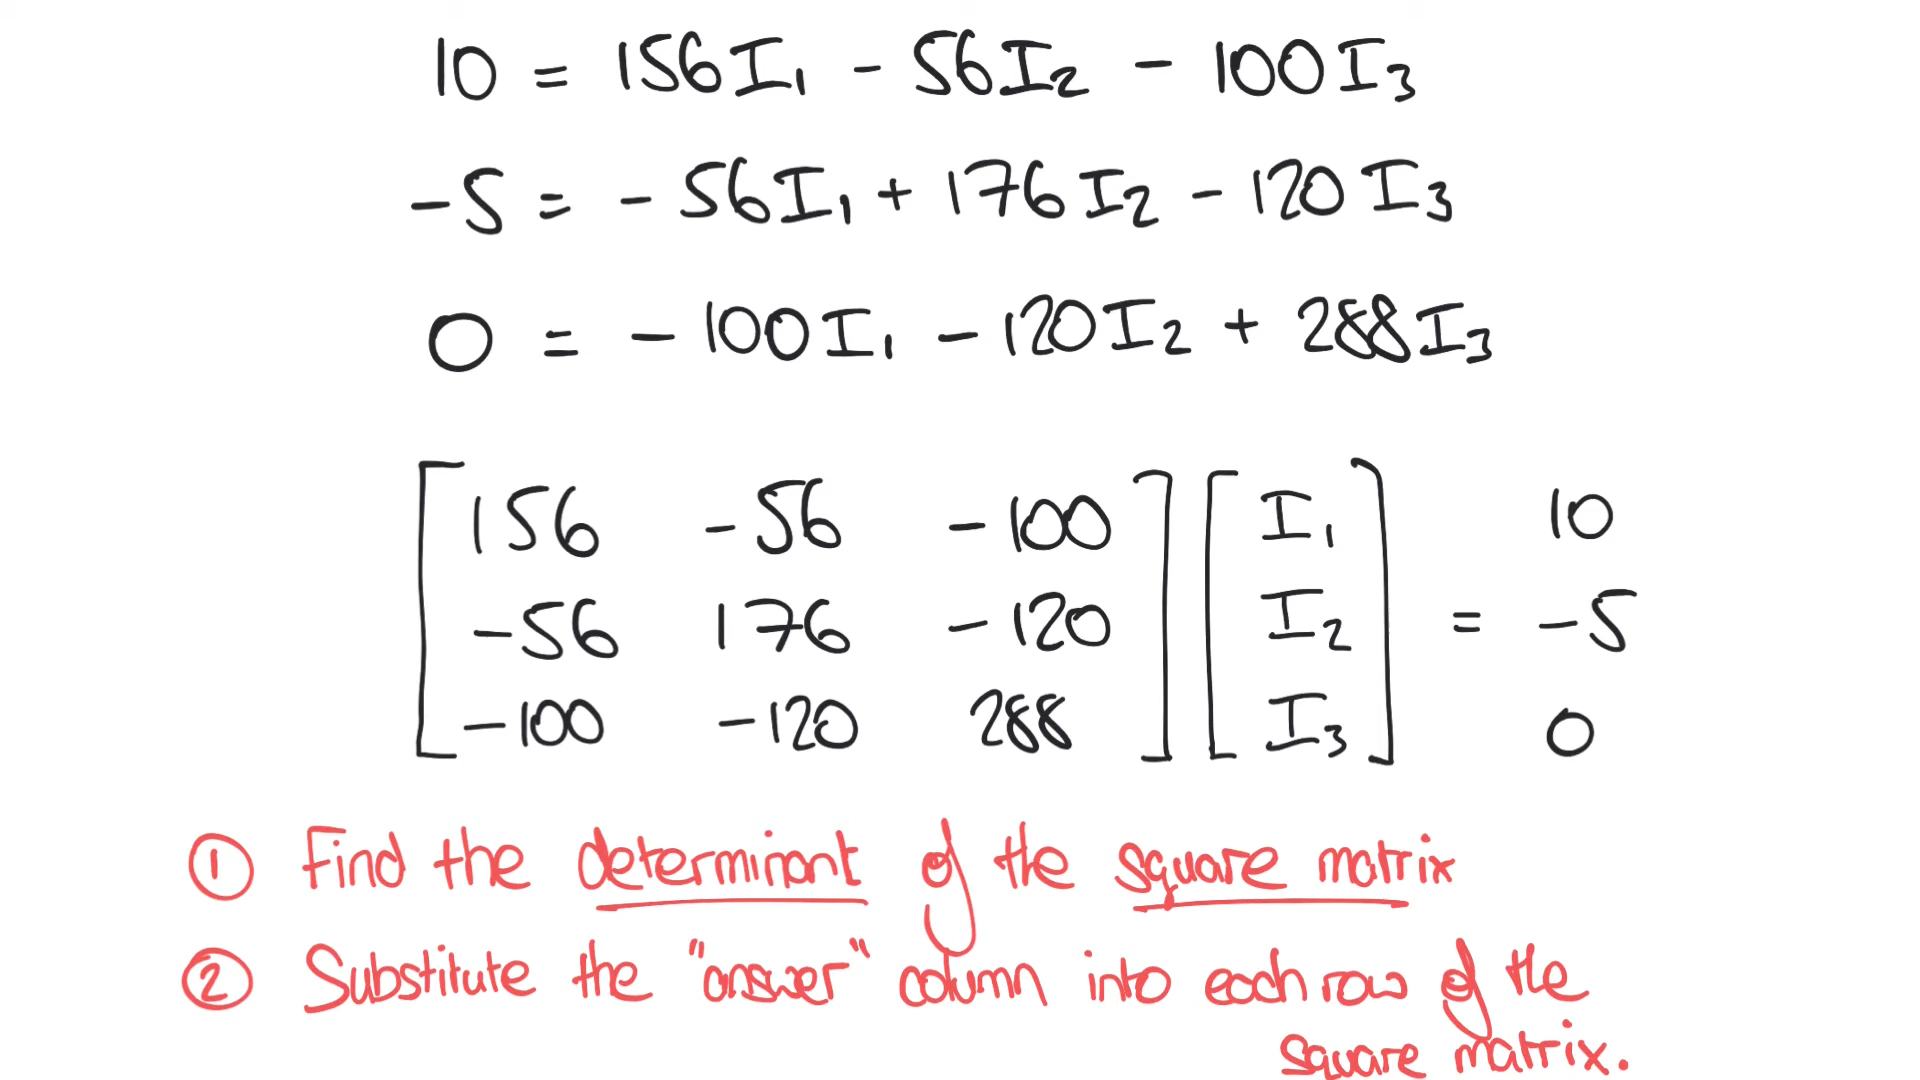 10 = 156I₁ - 56I₂ - 100I₃
-5 = - 56I₁ + 176I₂ - 120I₃
0 = - 100I₁ - 120I₂ + 288I₃
[ 156 -56 -100 ] [ I₁ ] 10
[ -56 176 -120 ] [ I₂ ] = -5
[ -100 -120 288 ] [ I₃ ] 0
① Find the determinant of the square matrix
② Substitute the "answer" column into each row of the
square matrix.